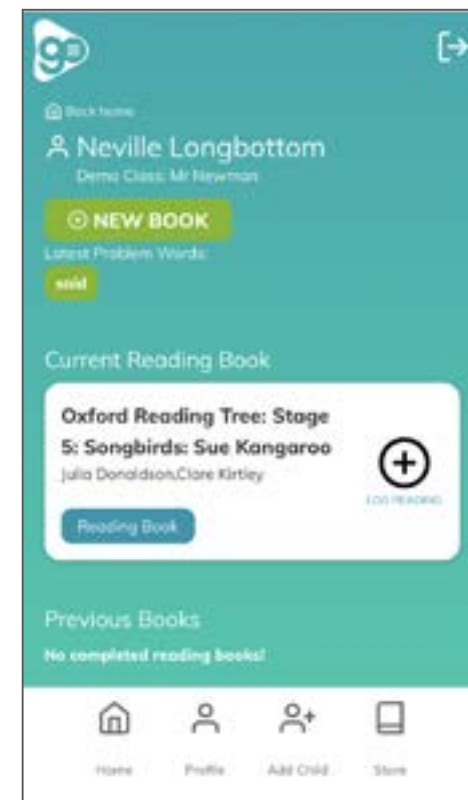 go
Back home
Neville Longbottom
Demo Class: Mr Newman
NEW BOOK
Latest Problem Words:
said
Current Reading Book
Oxford Reading Tree: Stage
5: Songbirds: Sue Kangaroo
Julia Donaldson,Clare Kirtley
LOG READING
Reading Book
Previous Books
No completed reading books!
Home Profile Add Child Store